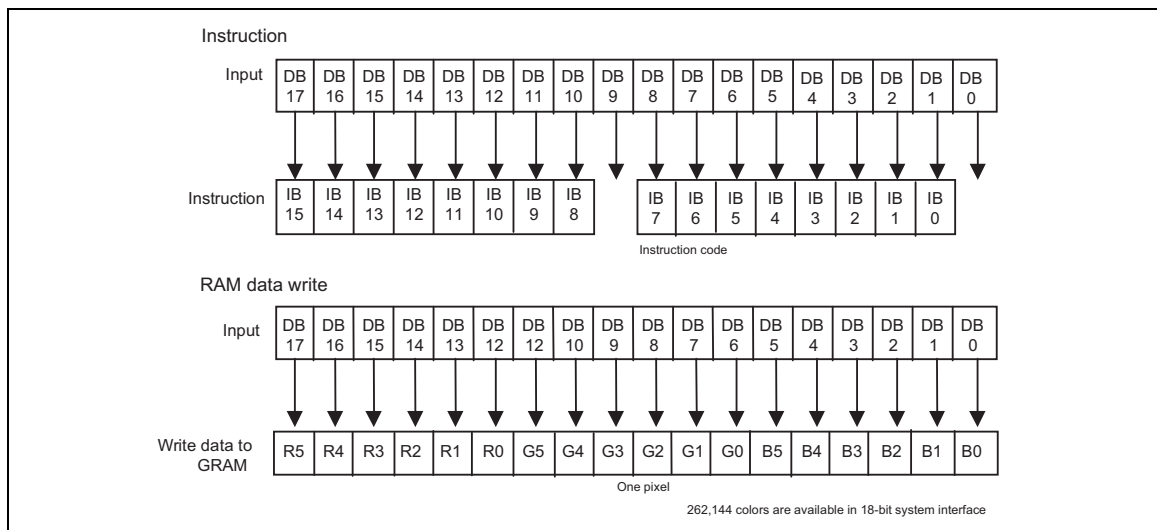 Instruction
Input DB 17 DB 16 DB 15 DB 14 DB 13 DB 12 DB 11 DB 10 DB 9 DB 8 DB 7 DB 6 DB 5 DB 4 DB 3 DB 2 DB 1 DB 0
Instruction IB 15 IB 14 IB 13 IB 12 IB 11 IB 10 IB 9 IB 8 IB 7 IB 6 IB 5 IB 4 IB 3 IB 2 IB 1 IB 0
Instruction code
RAM data write
Input DB 17 DB 16 DB 15 DB 14 DB 13 DB 12 DB 12 DB 10 DB 9 DB 8 DB 7 DB 6 DB 5 DB 4 DB 3 DB 2 DB 1 DB 0
Write data to GRAM R5 R4 R3 R2 R1 R0 G5 G4 G3 G2 G1 G0 B5 B4 B3 B2 B1 B0
One pixel
262,144 colors are available in 18-bit system interface